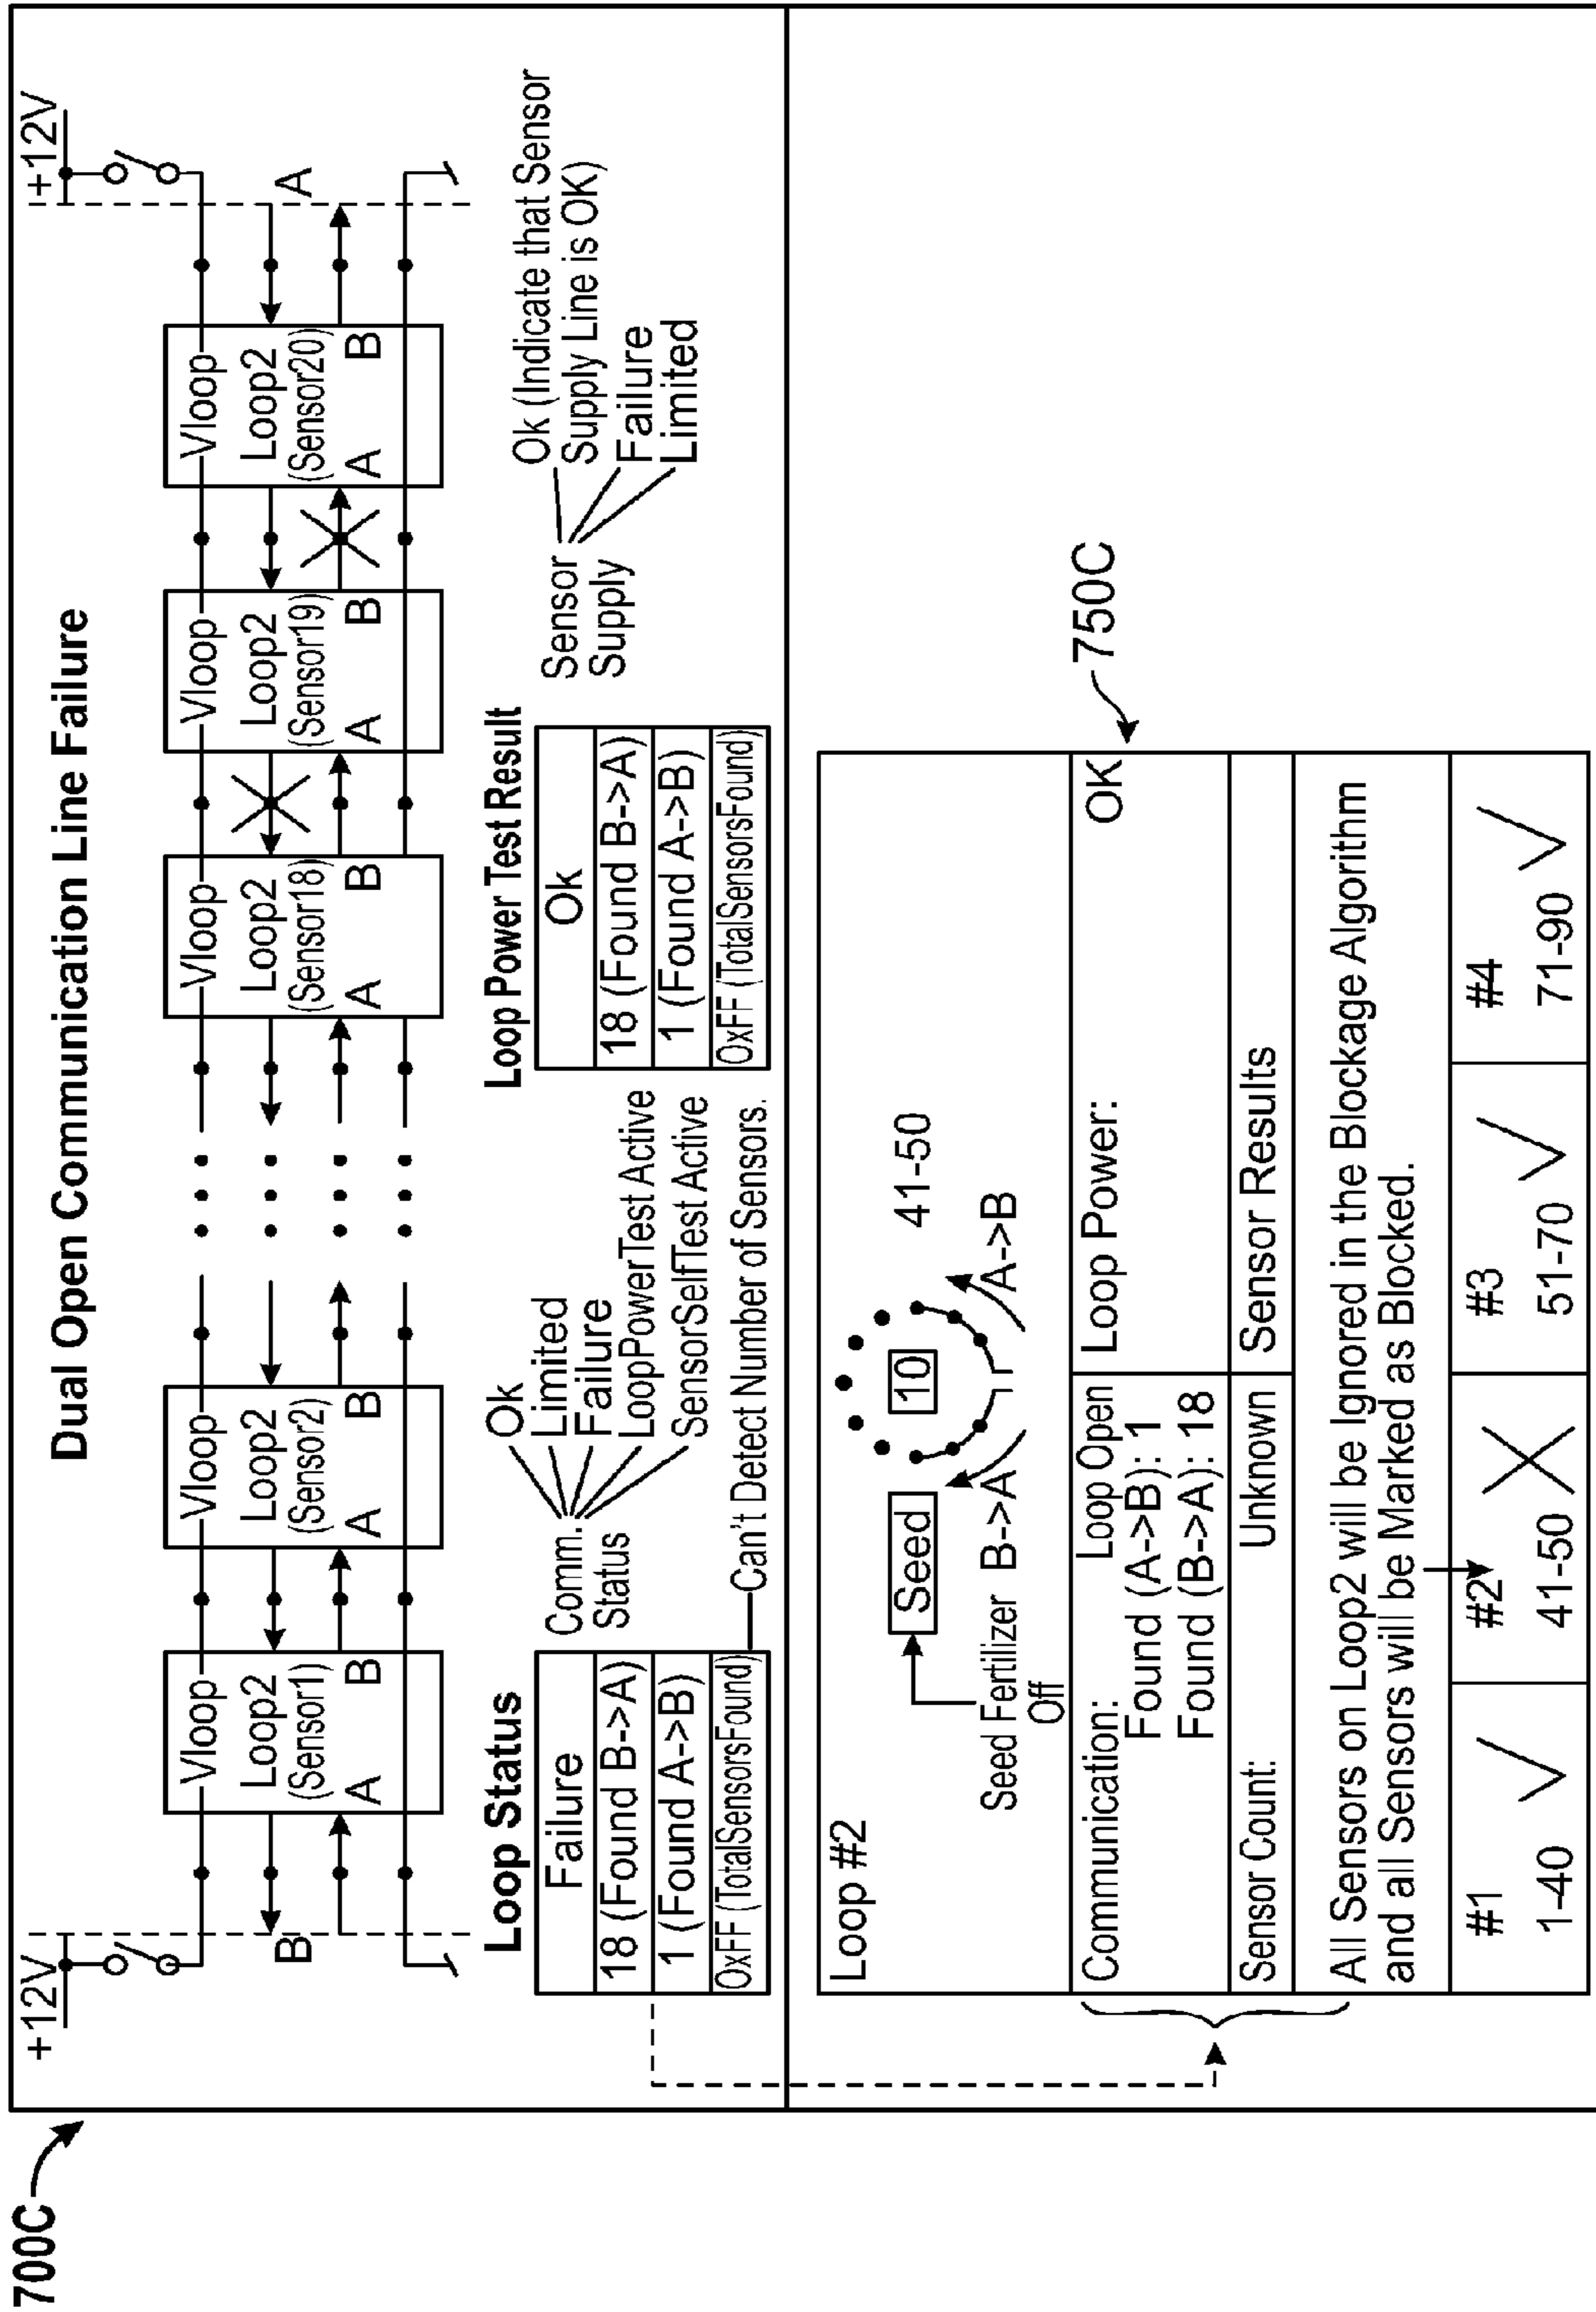 700C
Dual Open Communication Line Failure
+12V
+12V
Vloop
Loop2
(Sensor1)
A
B
Vloop
Loop2
(Sensor2)
A
B
Vloop
Loop2
(Sensor18)
A
B
Vloop
Loop2
(Sensor19)
A
B
Vloop
Loop2
(Sensor20)
A
B
B
A
Loop Status
Failure
18 (Found B->A)
1 (Found A->B)
OxFF (TotalSensorsFound)
Comm.
Status
Ok
Limited
Failure
LoopPowerTest Active
SensorSelfTest Active
Can't Detect Number of Sensors.
Loop Power Test Result
Ok
18 (Found B->A)
1 (Found A->B)
OxFF (TotalSensorsFound)
Sensor
Supply
Ok (Indicate that Sensor
Supply Line is OK)
Failure
Limited
750C
Loop #2
Seed
10
41-50
Seed Fertilizer
Off
B->A
A->B
Communication:
Loop Open
Found (A->B): 1
Found (B->A): 18
Loop Power:
OK
Sensor Count:
Unknown
Sensor Results
All Sensors on Loop2 will be Ignored in the Blockage Algorithm
and all Sensors will be Marked as Blocked.
#1
1-40
#2
41-50
#3
51-70
#4
71-90